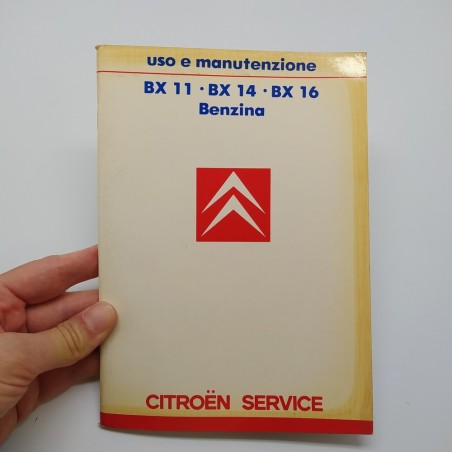 uso e manutenzione
BX 11 · BX 14 · BX 16
Benzina
CITROËN SERVICE